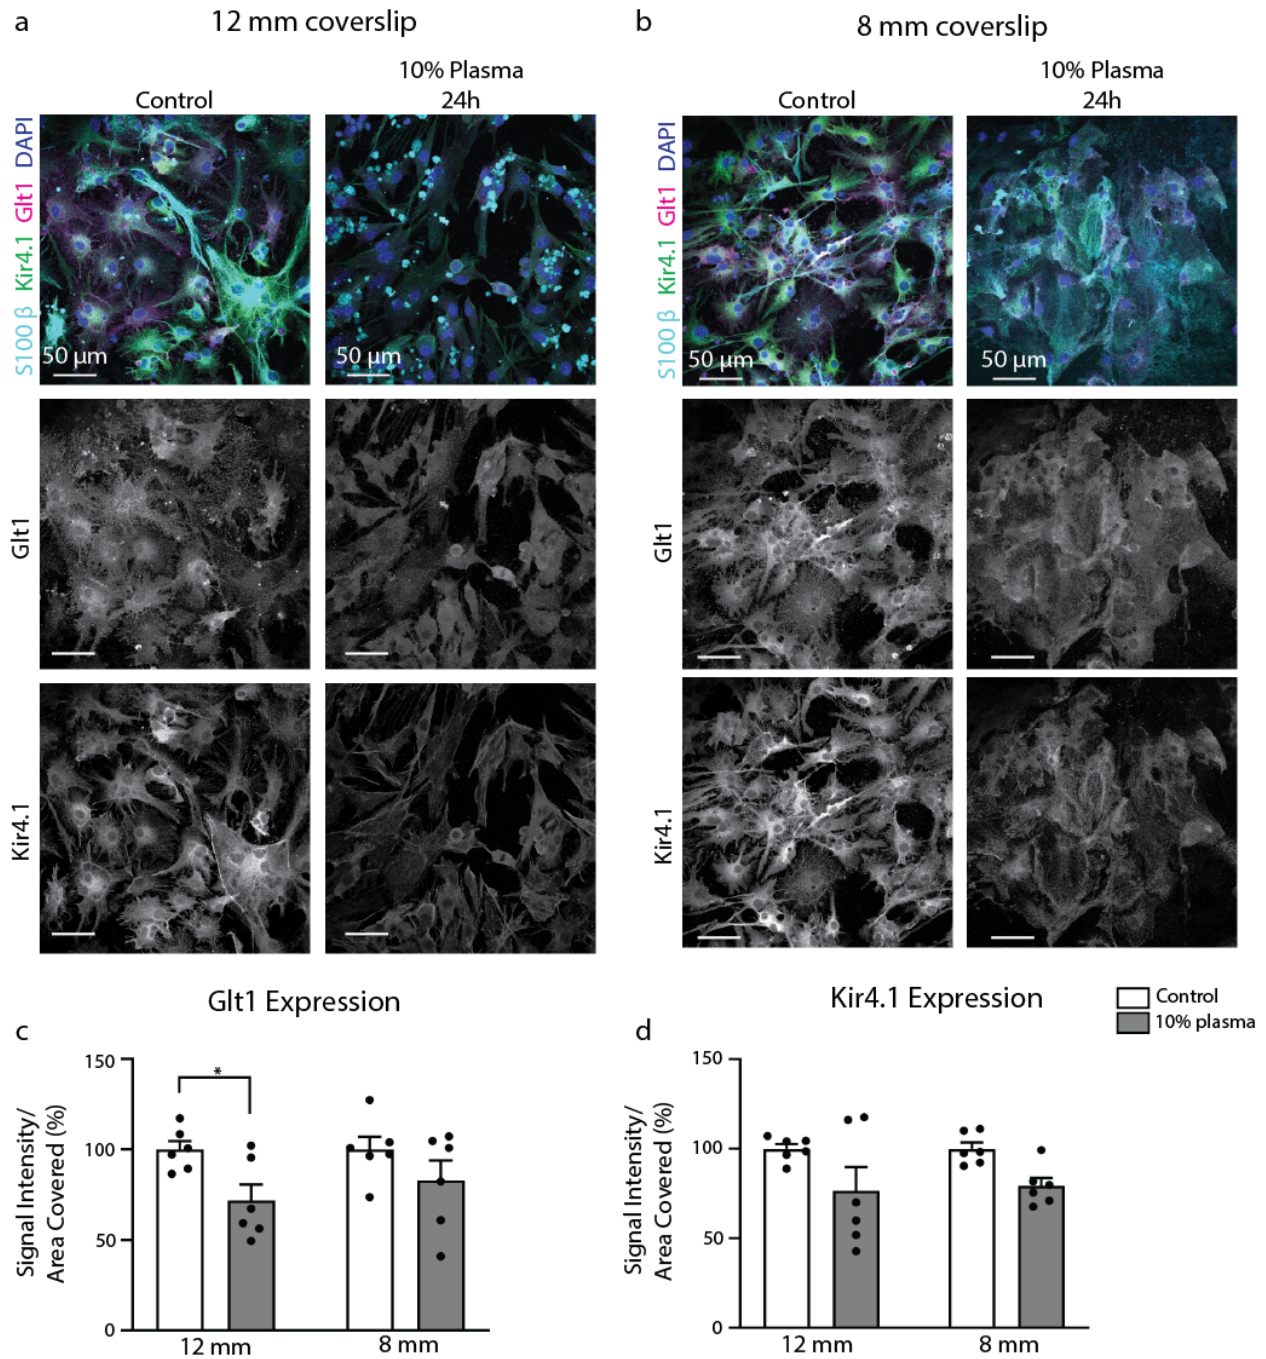 a
12 mm coverslip
Control
10% Plasma
24h
S100 β Kir4.1 Glt1 DAPI
50 µm
50 µm
Glt1
Kir4.1
b
8 mm coverslip
Control
10% Plasma
24h
S100 β Kir4.1 Glt1 DAPI
50 µm
50 µm
Glt1
Kir4.1
c
Glt1 Expression
Signal Intensity/
Area Covered (%)
150
100
50
0
*
12 mm
8 mm
d
Kir4.1 Expression
Control
10% plasma
Signal Intensity/
Area Covered (%)
150
100
50
0
12 mm
8 mm